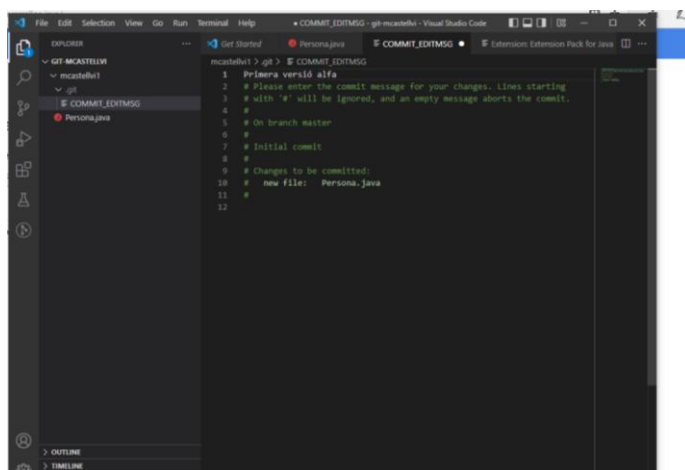 File Edit Selection View Go Run Terminal Help
● COMMIT_EDITMSG - git-mcastellvi - Visual Studio Code
EXPLORER ...
Get Started
Persona.java
COMMIT_EDITMSG ●
Extension: Extension Pack for Java
...
GIT-MCASTELLVI
mcastellvi1 > .git > COMMIT_EDITMSG
mcastellvi1
.git
COMMIT_EDITMSG
Persona.java
1 Primera versió alfa
2 # Please enter the commit message for your changes. Lines starting
3 # with '#' will be ignored, and an empty message aborts the commit.
4 #
5 # On branch master
6 #
7 # Initial commit
8 #
9 # Changes to be committed:
10 #   new file:   Persona.java
11 #
12
> OUTLINE
> TIMELINE